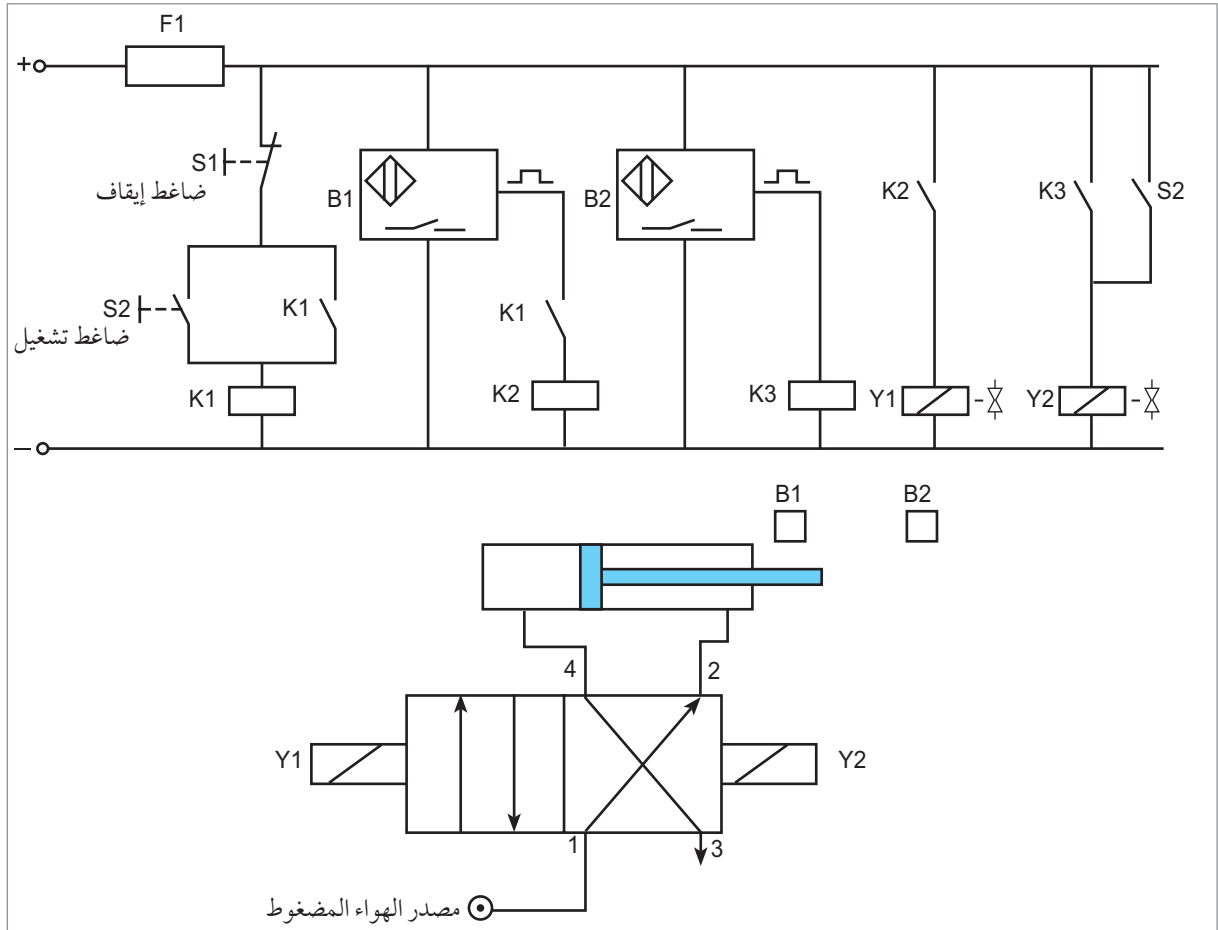 F1
+
S1
ضاغط إيقاف
B1
B2
K2
K3
S2
S2
ضاغط تشغيل
K1
K1
K1
K2
K3
Y1
Y2
–
B1
B2
4
2
Y1
Y2
1
3
مصدر الهواء المضغوط